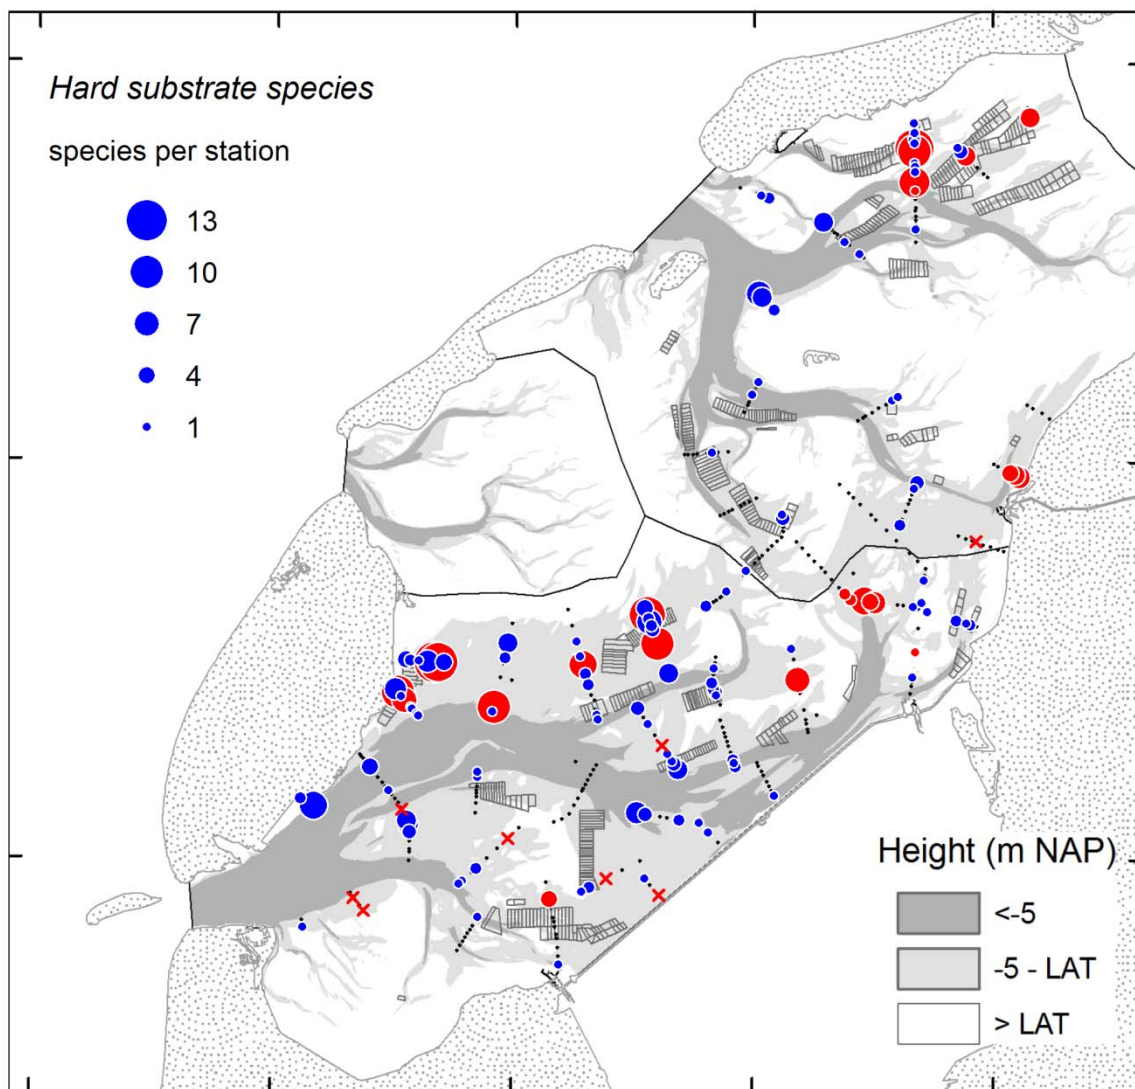 Hard substrate species
species per station
13
10
7
4
1
Height (m NAP)
<-5
-5 - LAT
> LAT